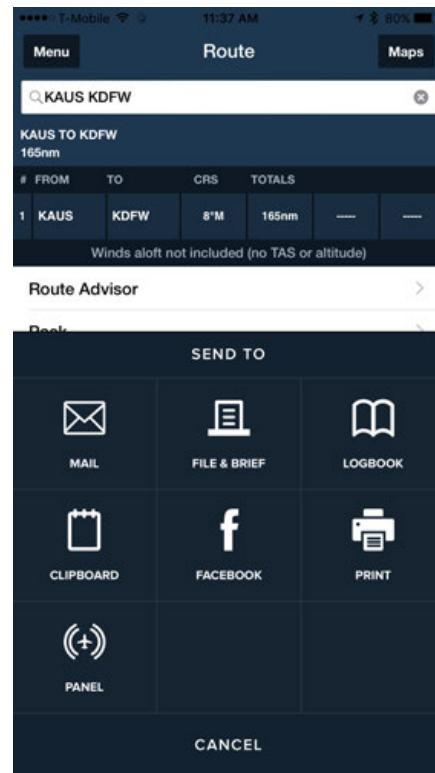 T-Mobile 11:37 AM 80%
Menu Route Maps
KAUS KDFW
KAUS TO KDFW
165nm
# FROM TO CRS TOTALS
1 KAUS KDFW 8°M 165nm ----- -----
Winds aloft not included (no TAS or altitude)
Route Advisor
SEND TO
MAIL FILE & BRIEF LOGBOOK
CLIPBOARD FACEBOOK PRINT
PANEL
CANCEL